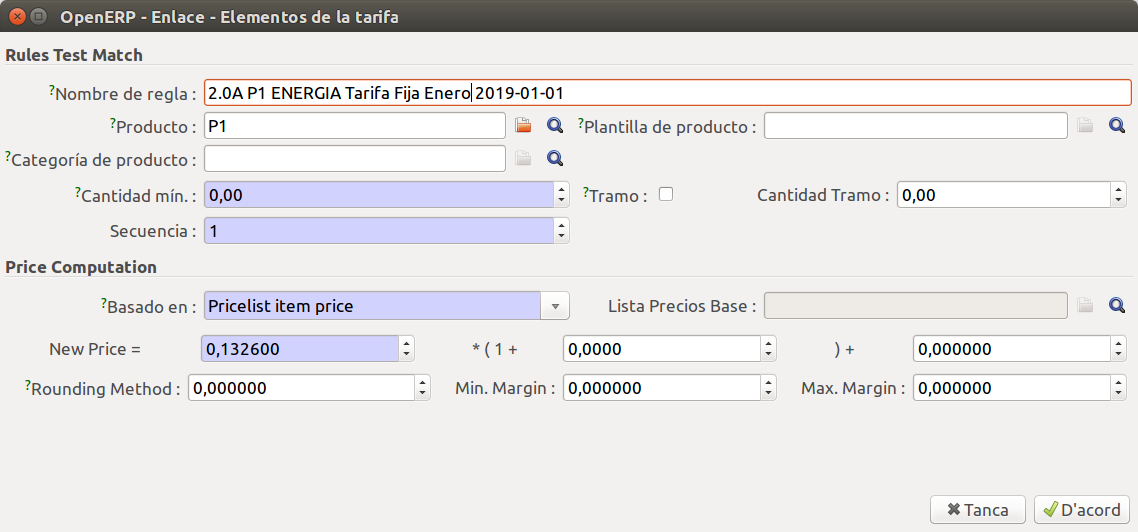 OpenERP - Enlace - Elementos de la tarifa
Rules Test Match
?Nombre de regla : 2.0A P1 ENERGIA Tarifa Fija Enero 2019-01-01
?Producto : P1 ?Plantilla de producto :
?Categoría de producto :
?Cantidad mín. : 0,00 ?Tramo : Cantidad Tramo : 0,00
Secuencia : 1
Price Computation
?Basado en : Pricelist item price Lista Precios Base :
New Price = 0,132600 * ( 1 + 0,0000 ) + 0,000000
?Rounding Method : 0,000000 Min. Margin : 0,000000 Max. Margin : 0,000000
Tanca D'acord